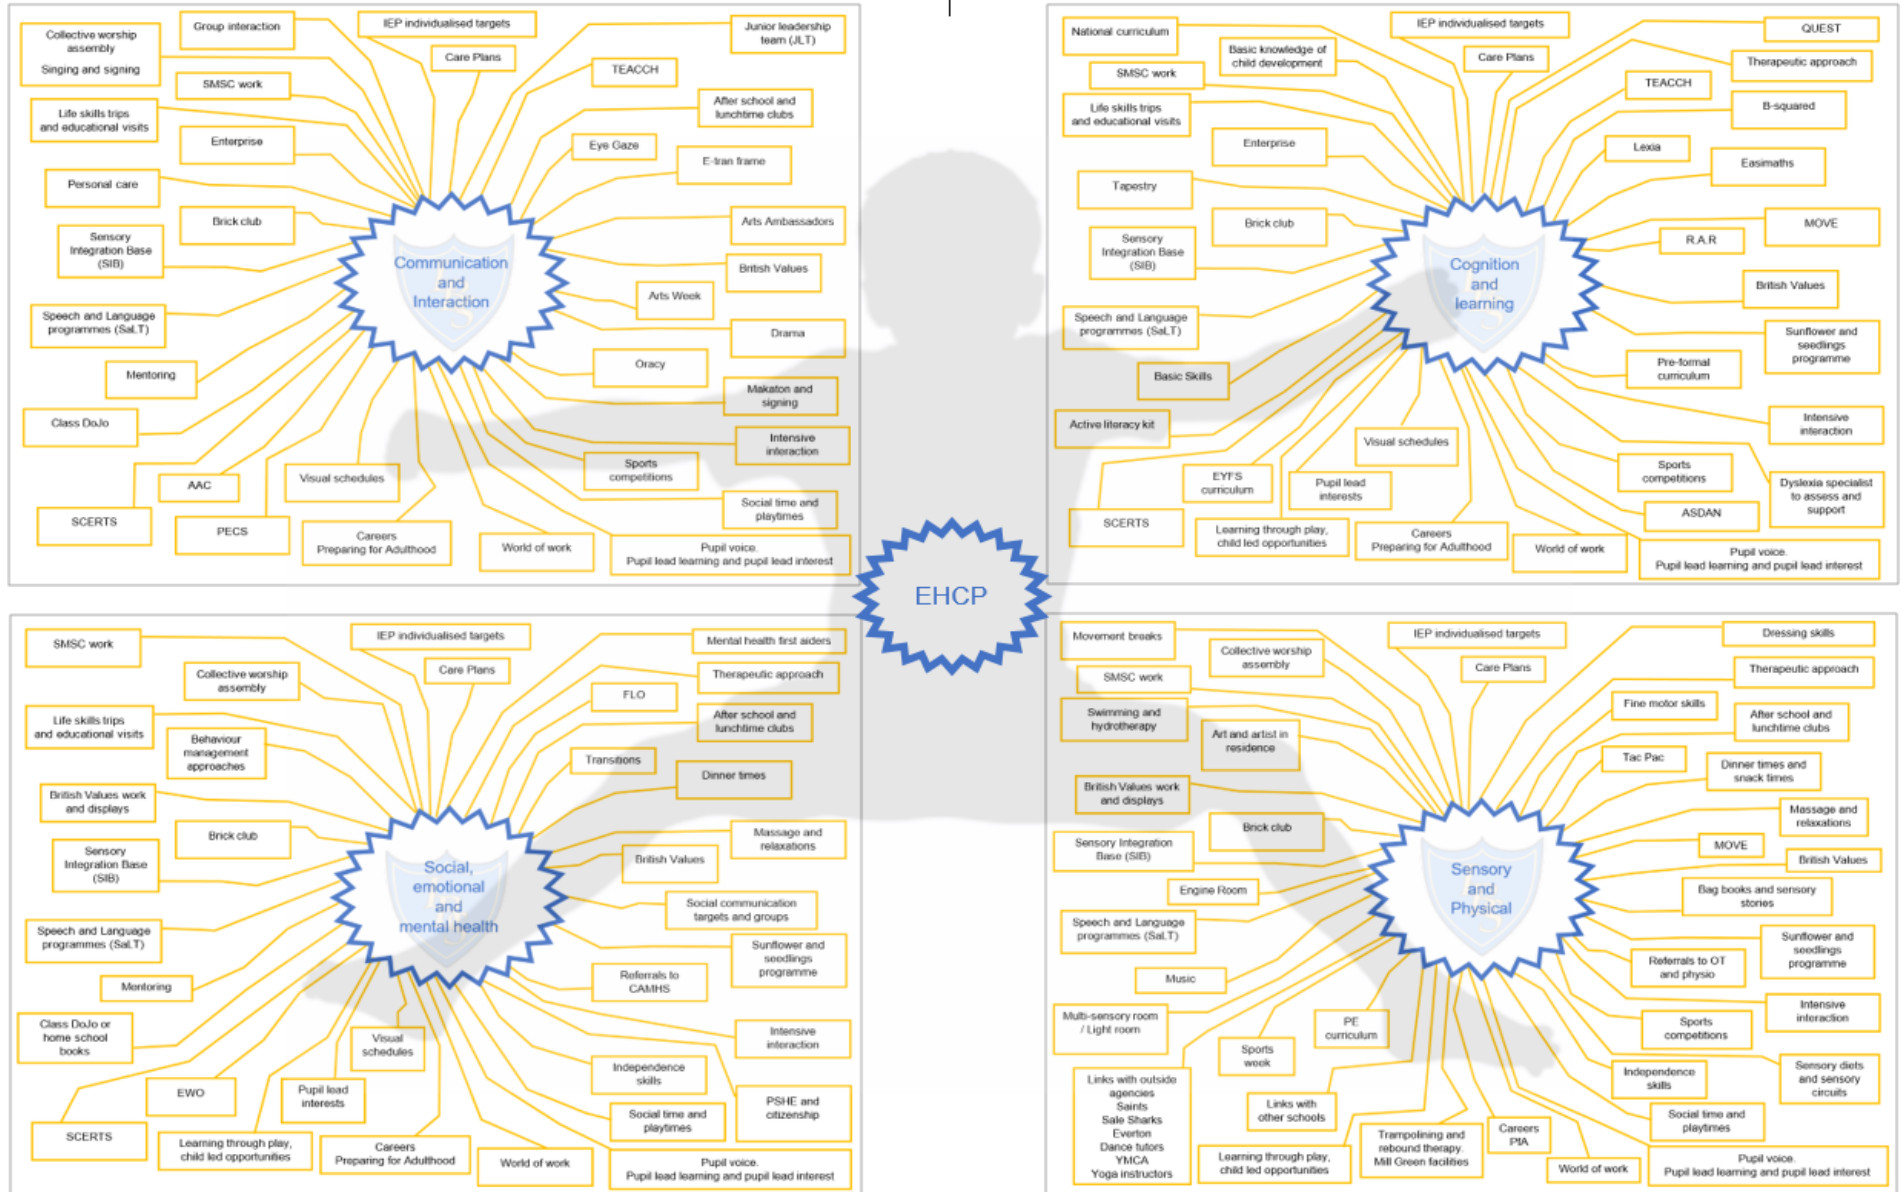 Collective worship
assembly
Singing and signing
Group interaction
IEP individualised targets
Care Plans
Junior leadership
team (JLT)
TEACCH
SMSC work
Life skills trips
and educational visits
After school and
lunchtime clubs
Enterprise
Eye Gaze
E-tran frame
Personal care
Brick club
Arts Ambassadors
Sensory
Integration Base
(SIB)
British Values
Communication
and
Interaction
Arts Week
Speech and Language
programmes (SaLT)
Drama
Oracy
Mentoring
Makaton and
signing
Class DoJo
Intensive
interaction
Sports
competitions
Visual schedules
AAC
Social time and
playtimes
SCERTS
PECS
Careers
Preparing for Adulthood
World of work
Pupil voice.
Pupil lead learning and pupil lead interest
National curriculum
Basic knowledge of
child development
IEP individualised targets
Care Plans
QUEST
Therapeutic approach
SMSC work
TEACCH
B-squared
Life skills trips
and educational visits
Enterprise
Lexia
Easimaths
Tapestry
Brick club
MOVE
R.A.R
Sensory
Integration Base
(SIB)
Cognition
and
learning
British Values
Speech and Language
programmes (SaLT)
Sunflower and
seedlings
programme
Pre-formal
curriculum
Basic Skills
Active literacy kit
Intensive
interaction
Visual schedules
Sports
competitions
EYFS
curriculum
Pupil lead
interests
Dyslexia specialist
to assess and
support
SCERTS
ASDAN
Learning through play,
child led opportunities
Careers
Preparing for Adulthood
World of work
Pupil voice.
Pupil lead learning and pupil lead interest
EHCP
SMSC work
IEP individualised targets
Care Plans
Mental health first aiders
Collective worship
assembly
Therapeutic approach
FLO
Life skills trips
and educational visits
After school and
lunchtime clubs
Behaviour
management
approaches
Transitions
Dinner times
British Values work
and displays
Brick club
Massage and
relaxations
Sensory
Integration Base
(SIB)
British Values
Social,
emotional
and
mental health
Social communication
targets and groups
Speech and Language
programmes (SaLT)
Sunflower and
seedlings
programme
Mentoring
Referrals to
CAMHS
Class DoJo or
home school
books
Visual
schedules
Intensive
interaction
Independence
skills
EWO
Pupil lead
interests
PSHE and
citizenship
Social time and
playtimes
SCERTS
Learning through play,
child led opportunities
Careers
Preparing for Adulthood
World of work
Pupil voice.
Pupil lead learning and pupil lead interest
Movement breaks
Collective worship
assembly
IEP individualised targets
Care Plans
Dressing skills
SMSC work
Therapeutic approach
Swimming and
hydrotherapy
Fine motor skills
After school and
lunchtime clubs
Art and artist in
residence
Tac Pac
Dinner times and
snack times
British Values work
and displays
Brick club
Massage and
relaxations
Sensory Integration
Base (SIB)
MOVE
British Values
Engine Room
Sensory
and
Physical
Bag books and sensory
stories
Speech and Language
programmes (SaLT)
Sunflower and
seedlings
programme
Music
Referrals to OT
and physio
Multi-sensory room
/ Light room
PE
curriculum
Intensive
interaction
Sports
competitions
Sports
week
Sensory diets
and sensory
circuits
Independence
skills
Links with outside
agencies
Saints
Sale Sharks
Everton
Dance tutors
YMCA
Yoga instructors
Links with
other schools
Social time and
playtimes
Learning through play,
child led opportunities
Trampolining and
rebound therapy.
Mill Green facilities
Careers
PfA
World of work
Pupil voice.
Pupil lead learning and pupil lead interest